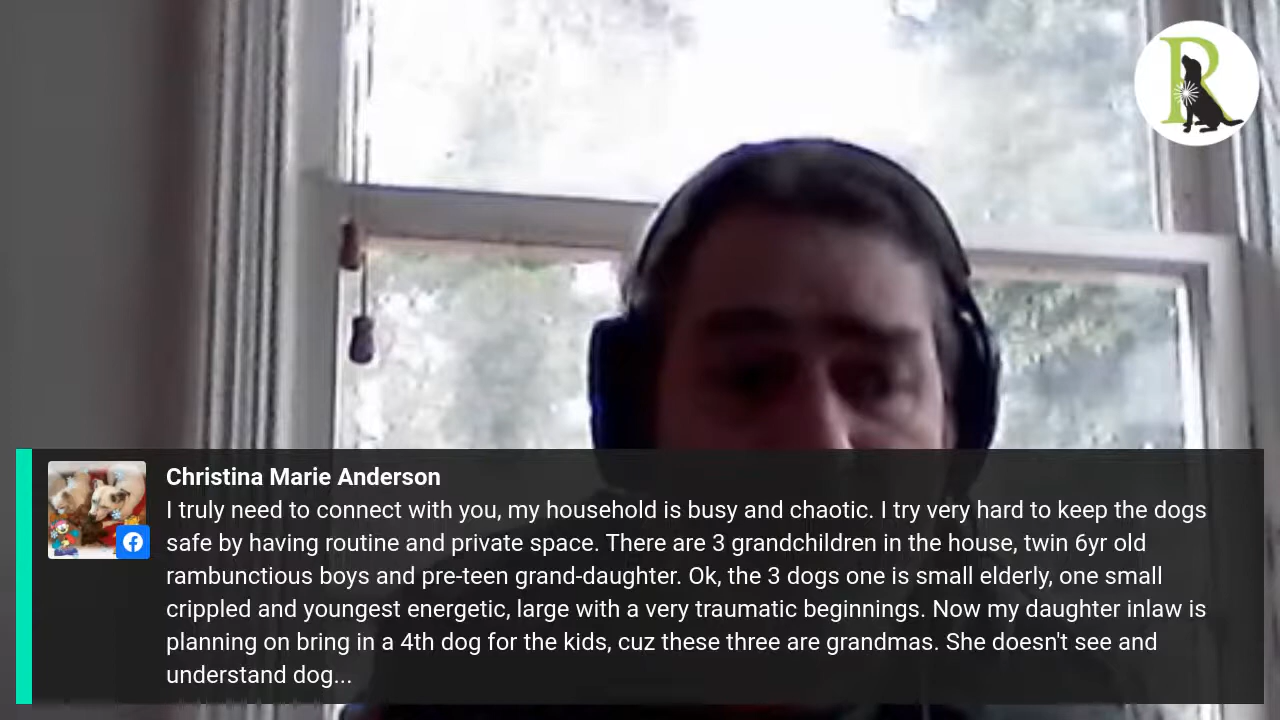 R
Christina Marie Anderson
I truly need to connect with you, my household is busy and chaotic. I try very hard to keep the dogs
safe by having routine and private space. There are 3 grandchildren in the house, twin 6yr old
rambunctious boys and pre-teen grand-daughter. Ok, the 3 dogs one is small elderly, one small
crippled and youngest energetic, large with a very traumatic beginnings. Now my daughter inlaw is
planning on bring in a 4th dog for the kids, cuz these three are grandmas. She doesn't see and
understand dog...